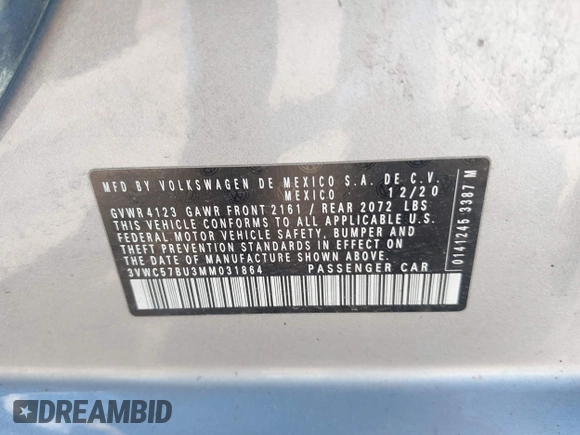 MFD BY VOLKSWAGEN DE MEXICO S.A. DE C.V.
MEXICO 12/20
GVWR 4123 GAWR FRONT 2161 / REAR 2072 LBS
THIS VEHICLE CONFORMS TO ALL APPLICABLE U.S.
FEDERAL MOTOR VEHICLE SAFETY, BUMPER AND
THEFT PREVENTION STANDARDS IN EFFECT ON
THE DATE OF MANUFACTURE SHOWN ABOVE.
3VWC57BU3MM031864 PASSENGER CAR
0141245 3387 M
DREAMBID